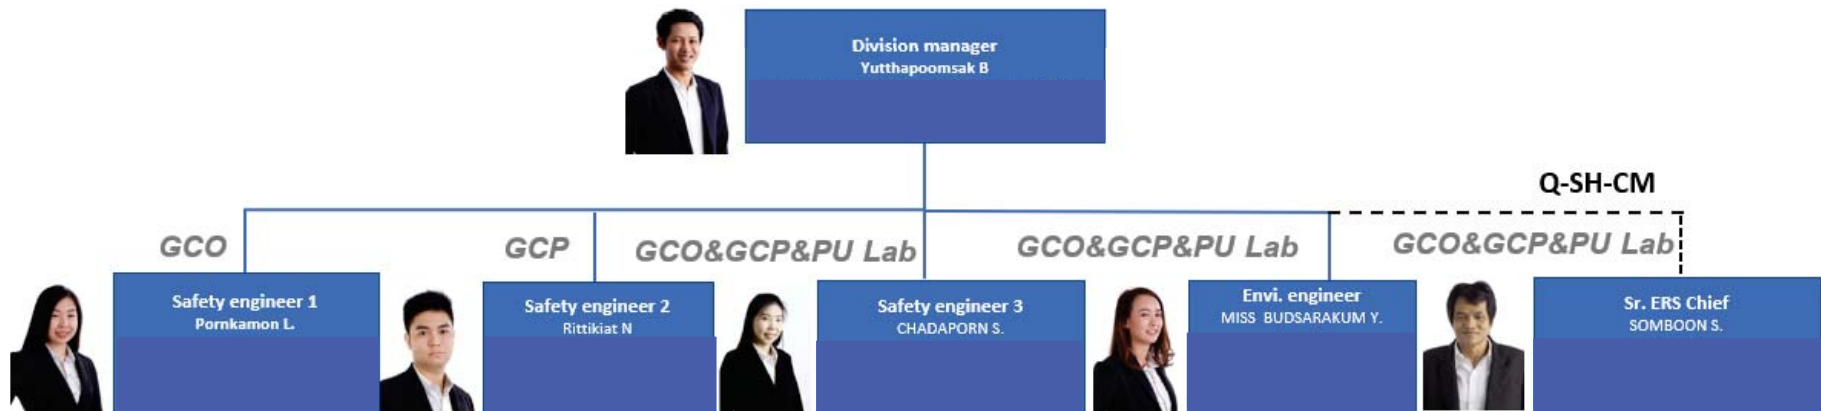 Division manager
Yutthapoomsak B
Q-SH-CM
GCO
GCP
GCO&GCP&PU Lab
GCO&GCP&PU Lab
GCO&GCP&PU Lab
Safety engineer 1
Pornkamon L.
Safety engineer 2
Rittikiat N
Safety engineer 3
CHADAPORN S.
Envi. engineer
MISS BUDSARAKUM Y.
Sr. ERS Chief
SOMBOON S.